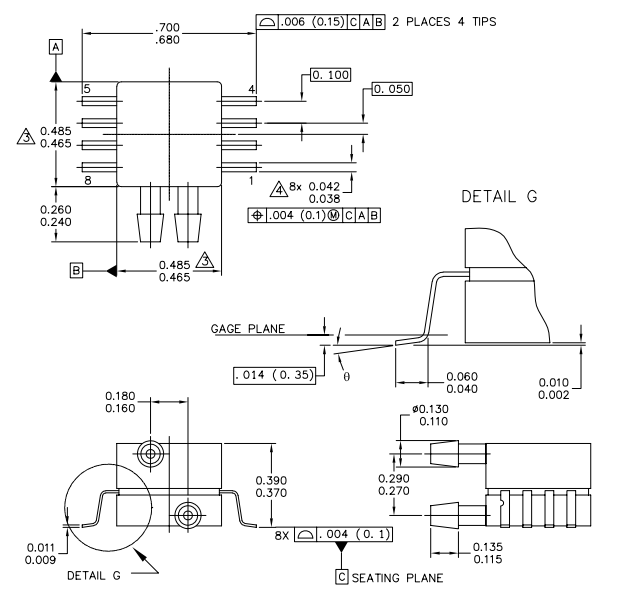 .700
.680
.006 (0.15) C A B 2 PLACES 4 TIPS
A
0.100
0.050
5
4
3
0.485
0.465
8
1
4
8x 0.042
0.038
0.260
0.240
.004 (0.1) M C A B
B
0.485
0.465
3
DETAIL G
GAGE PLANE
.014 (0.35)
θ
0.060
0.040
0.010
0.002
0.180
0.160
ø0.130
0.110
0.390
0.370
0.290
0.270
8X .004 (0.1)
0.011
0.009
DETAIL G
0.135
0.115
C SEATING PLANE